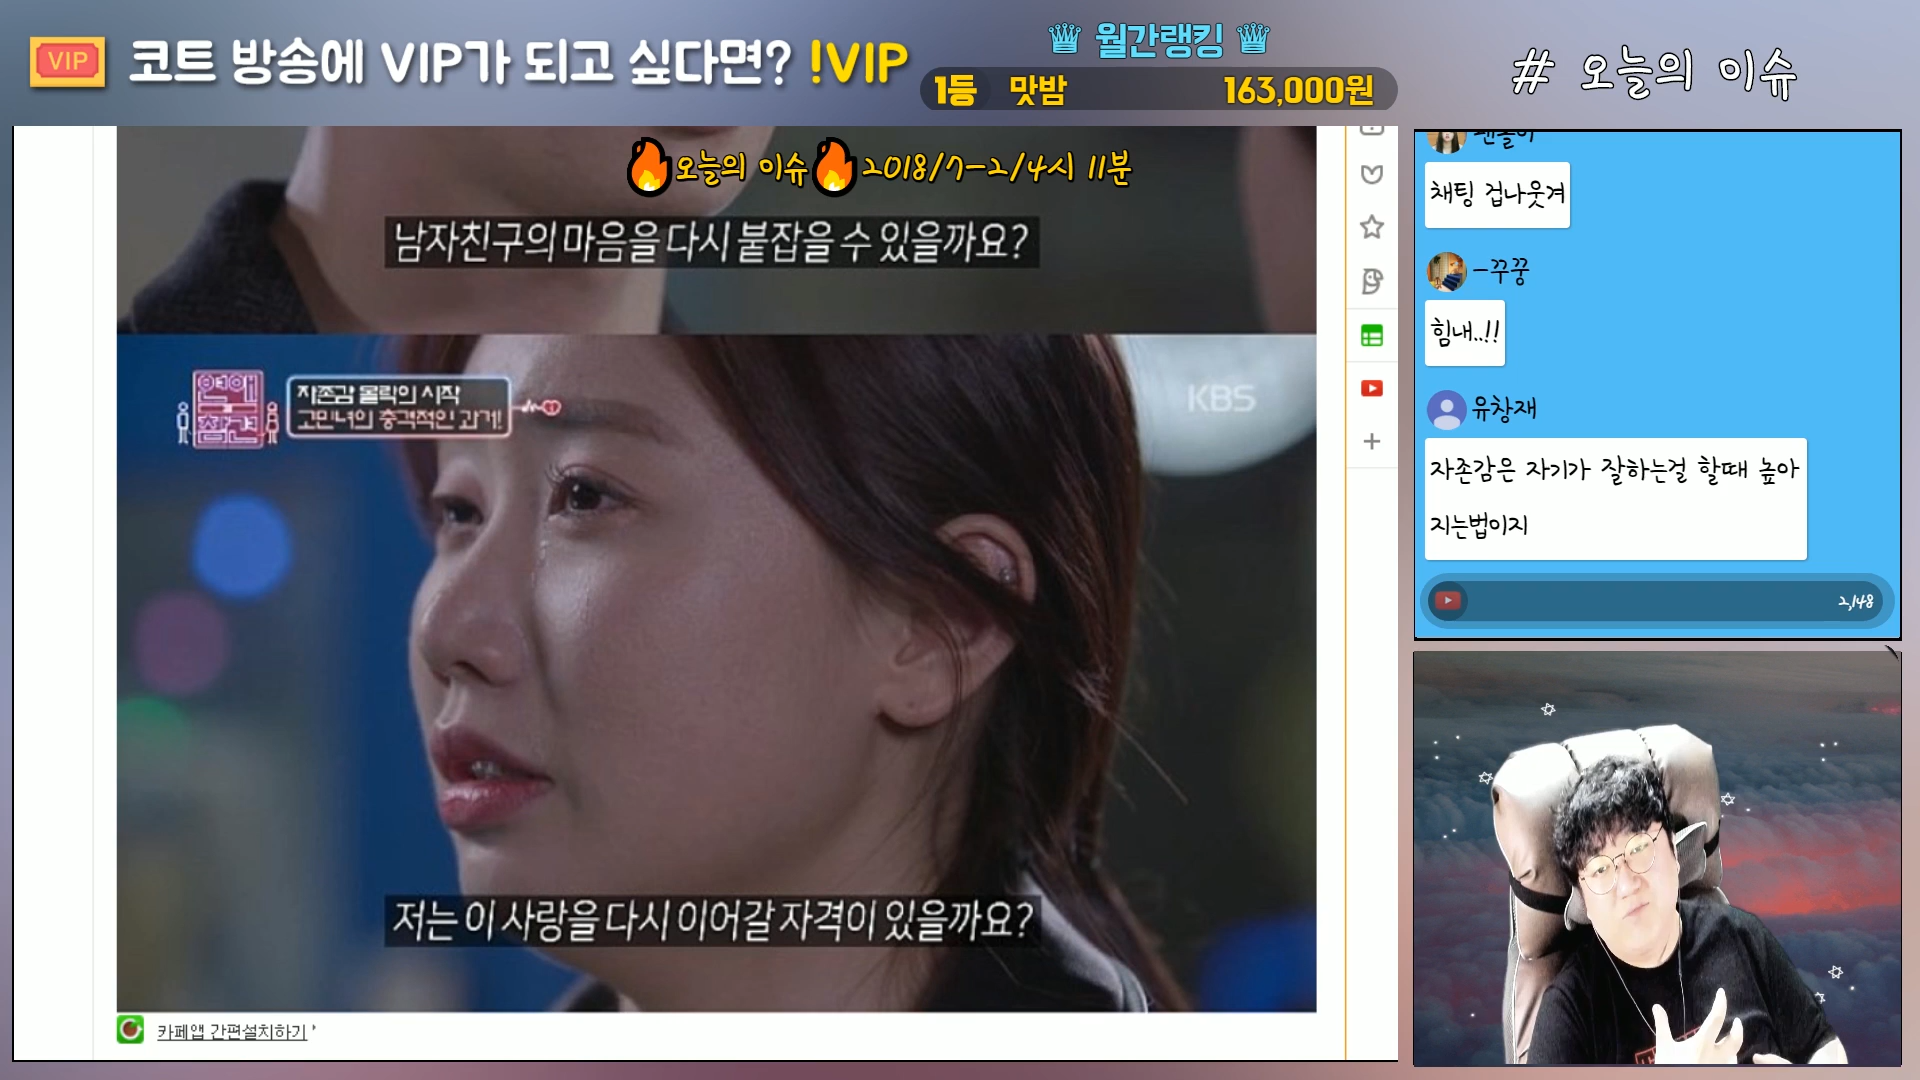 VIP 코트 방송에 VIP가 되고 싶다면? !VIP
월간랭킹
1등 맛밤 163,000원
# 오늘의 이슈
오늘의 이슈 2018/7-2/4시 11분
남자친구의 마음을 다시 붙잡을 수 있을까요?
연애의 참견
자존감 몰락의 시작
고민녀의 충격적인 과거!
KBS
저는 이 사랑을 다시 이어갈 자격이 있을까요?
카페앱 간편설치하기
채팅 겁나웃겨
-꾸꿍
힘내..!!
유창재
자존감은 자기가 잘하는걸 할때 높아
지는법이지
2,148